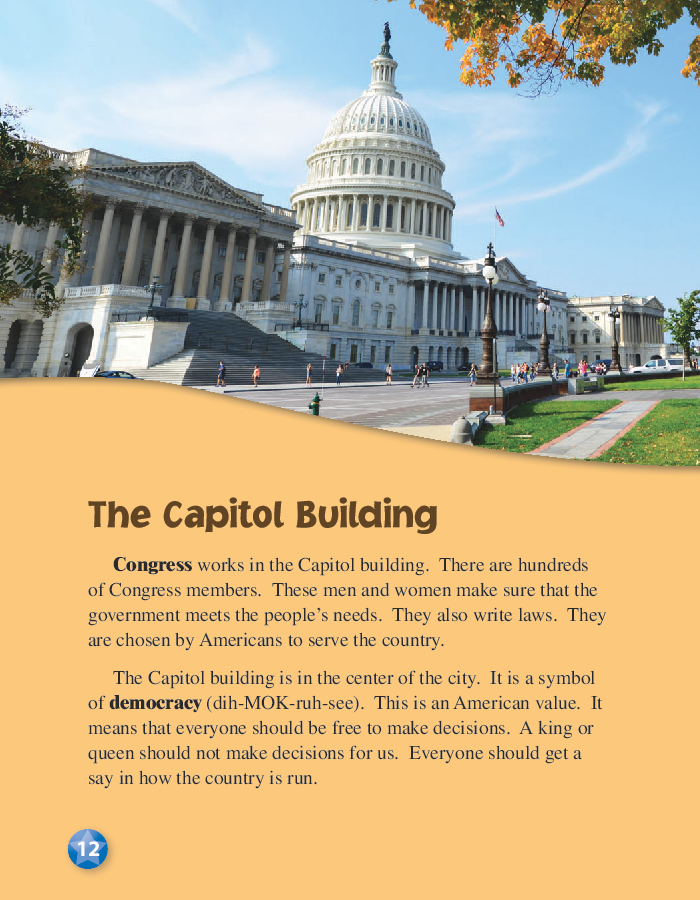 The Capitol Building
Congress works in the Capitol building.  There are hundreds
of Congress members.  These men and women make sure that the
government meets the people’s needs.  They also write laws.  They
are chosen by Americans to serve the country.
The Capitol building is in the center of the city.  It is a symbol
of democracy (dih-MOK-ruh-see).  This is an American value.  It
means that everyone should be free to make decisions.  A king or
queen should not make decisions for us.  Everyone should get a
say in how the country is run.
12